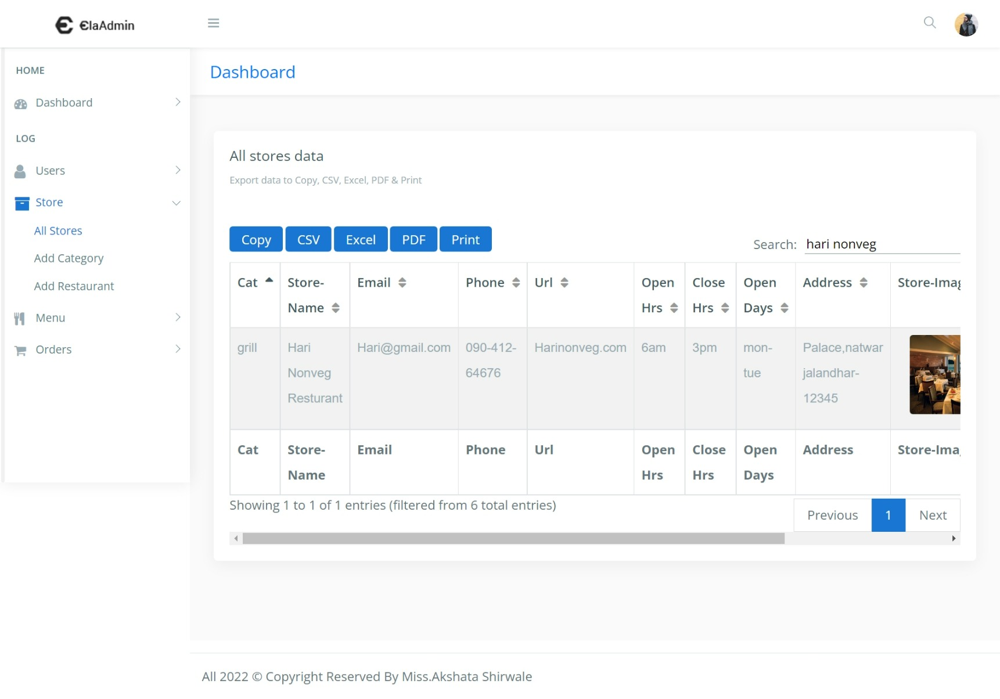 ElaAdmin
HOME
Dashboard
LOG
Users
Store
All Stores
Add Category
Add Restaurant
Menu
Orders
Dashboard
All stores data
Export data to Copy, CSV, Excel, PDF & Print
Copy CSV Excel PDF Print
Search: hari nonveg
Cat Store-Name Email Phone Url Open Hrs Close Hrs Open Days Address Store-Imag
grill Hari Nonveg Resturant Hari@gmail.com 090-412-64676 Harinonveg.com 6am 3pm mon-tue Palace,natwar jalandhar-12345
Cat Store-Name Email Phone Url Open Hrs Close Hrs Open Days Address Store-Ima
Showing 1 to 1 of 1 entries (filtered from 6 total entries)
Previous 1 Next
All 2022 © Copyright Reserved By Miss.Akshata Shirwale